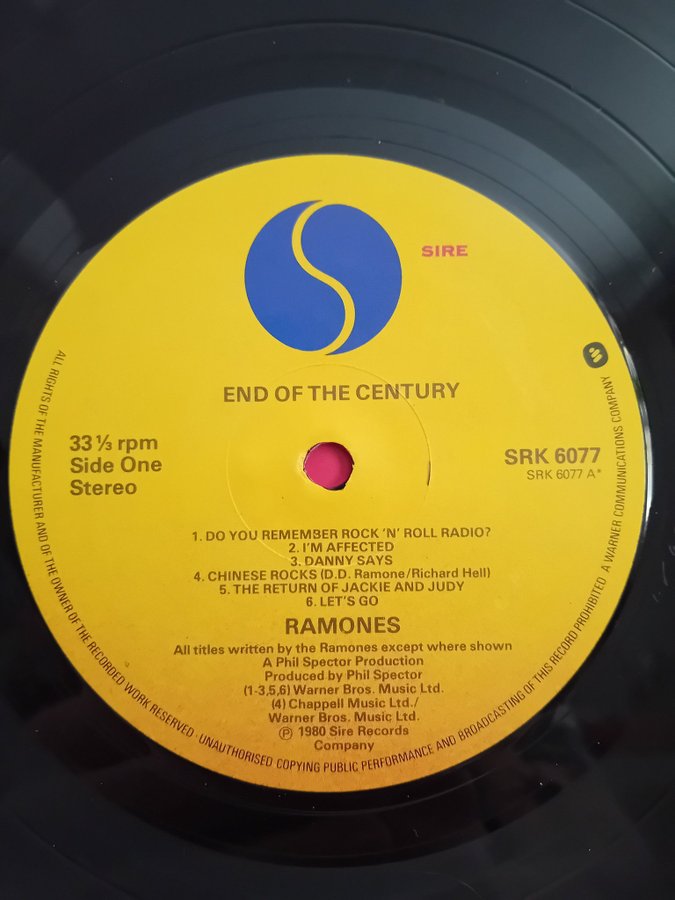 SIRE
END OF THE CENTURY
33 ⅓ rpm
Side One
Stereo
SRK 6077
SRK 6077 A*
1. DO YOU REMEMBER ROCK 'N' ROLL RADIO?
2. I'M AFFECTED
3. DANNY SAYS
4. CHINESE ROCKS (D.D. Ramone/Richard Hell)
5. THE RETURN OF JACKIE AND JUDY
6. LET'S GO
RAMONES
All titles written by the Ramones except where shown
A Phil Spector Production
Produced by Phil Spector
(1-3,5,6) Warner Bros. Music Ltd.
(4) Chappell Music Ltd./
Warner Bros. Music Ltd.
Ⓟ 1980 Sire Records
Company
ALL RIGHTS OF THE MANUFACTURER AND OF THE OWNER OF THE RECORDED WORK RESERVED · UNAUTHORISED COPYING PUBLIC PERFORMANCE AND BROADCASTING OF THIS RECORD PROHIBITED A WARNER COMMUNICATIONS COMPANY